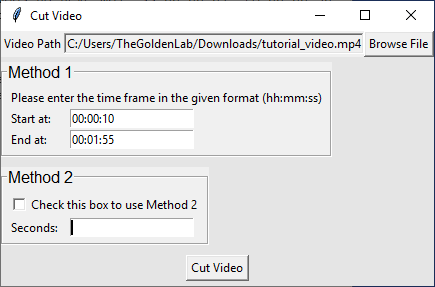 Cut Video
Video Path C:/Users/TheGoldenLab/Downloads/tutorial_video.mp4 Browse File
Method 1
Please enter the time frame in the given format (hh:mm:ss)
Start at: 00:00:10
End at: 00:01:55
Method 2
Check this box to use Method 2
Seconds:
Cut Video